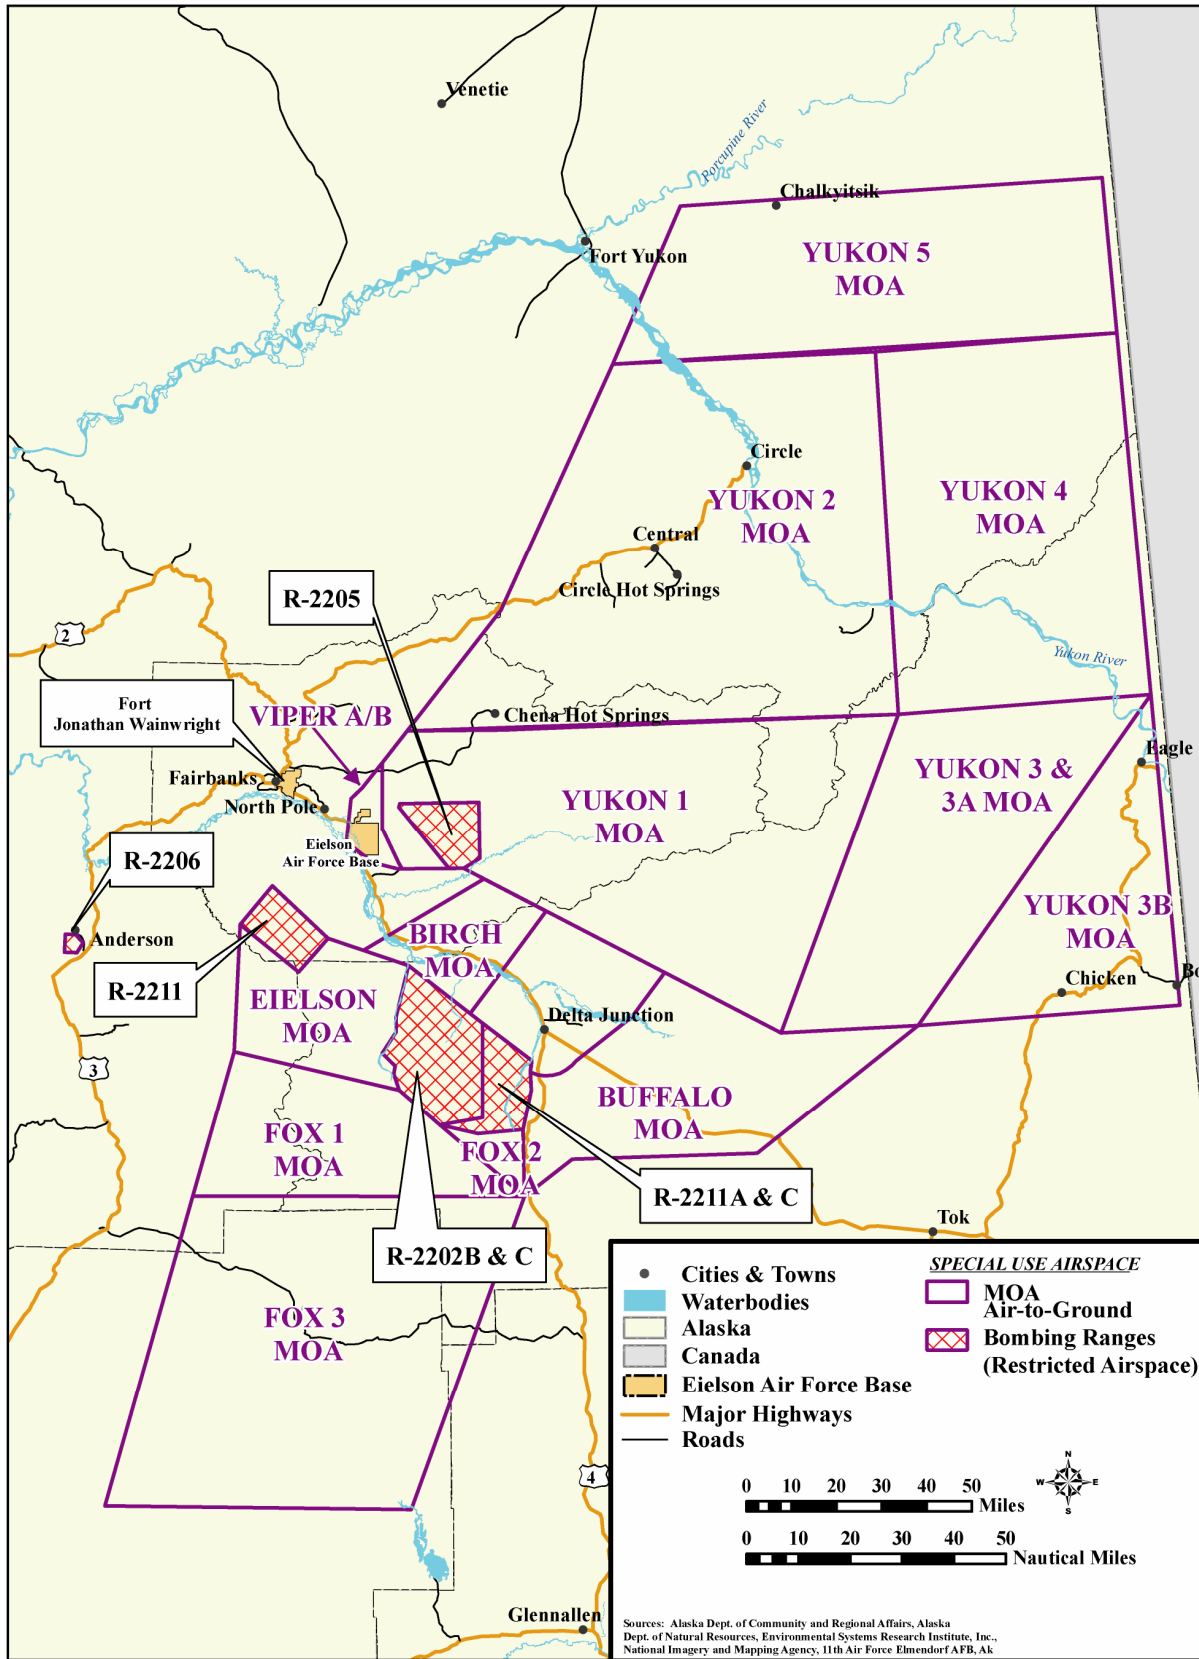 Venetie
Porcupine River
Chalkyitsik
Fort Yukon
YUKON 5
MOA
Circle
YUKON 2
MOA
YUKON 4
MOA
Central
Circle Hot Springs
R-2205
2
Yukon River
Fort
Jonathan Wainwright
VIPER A/B
Chena Hot Springs
Eagle
Fairbanks
North Pole
YUKON 1
MOA
YUKON 3 &
3A MOA
Eielson
Air Force Base
R-2206
Anderson
YUKON 3B
MOA
BIRCH
MOA
R-2211
Chicken
Bo
EIELSON
MOA
Delta Junction
3
BUFFALO
MOA
FOX 1
MOA
FOX 2
MOA
R-2211A & C
Tok
R-2202B & C
FOX 3
MOA
4
Glennallen
Cities & Towns
Waterbodies
Alaska
Canada
Eielson Air Force Base
Major Highways
Roads
SPECIAL USE AIRSPACE
MOA
Air-to-Ground
Bombing Ranges
(Restricted Airspace)
N
W E
S
0 10 20 30 40 50
Miles
0 10 20 30 40 50
Nautical Miles
Sources: Alaska Dept. of Community and Regional Affairs, Alaska
Dept. of Natural Resources, Environmental Systems Research Institute, Inc.,
National Imagery and Mapping Agency, 11th Air Force Elmendorf AFB, Ak